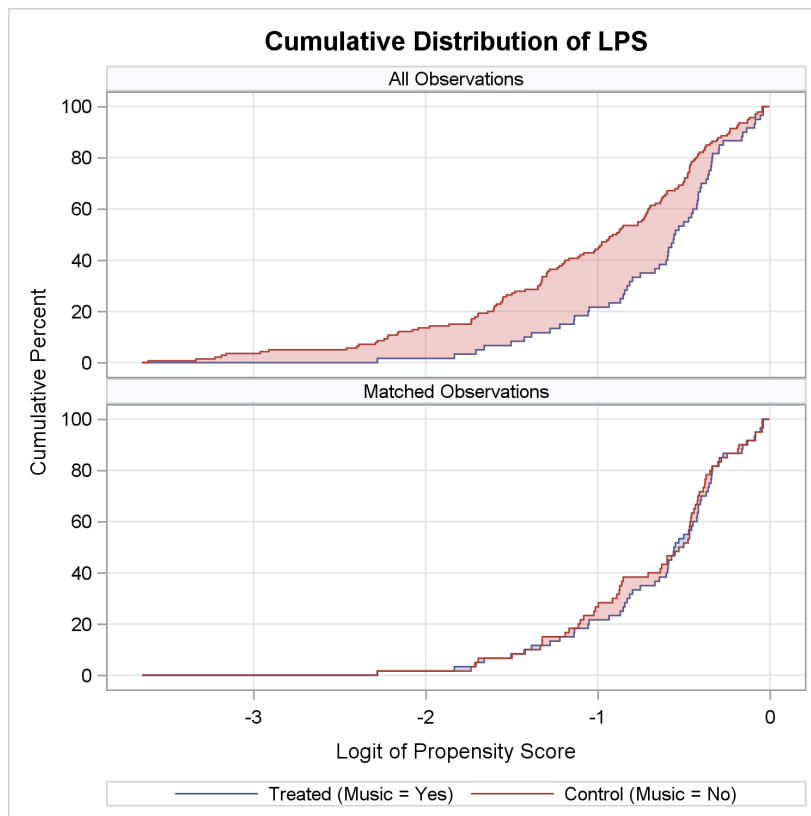 Cumulative Distribution of LPS
All Observations
100
80
60
40
20
0
Cumulative Percent
Matched Observations
100
80
60
40
20
0
-3 -2 -1 0
Logit of Propensity Score
Treated (Music = Yes) Control (Music = No)